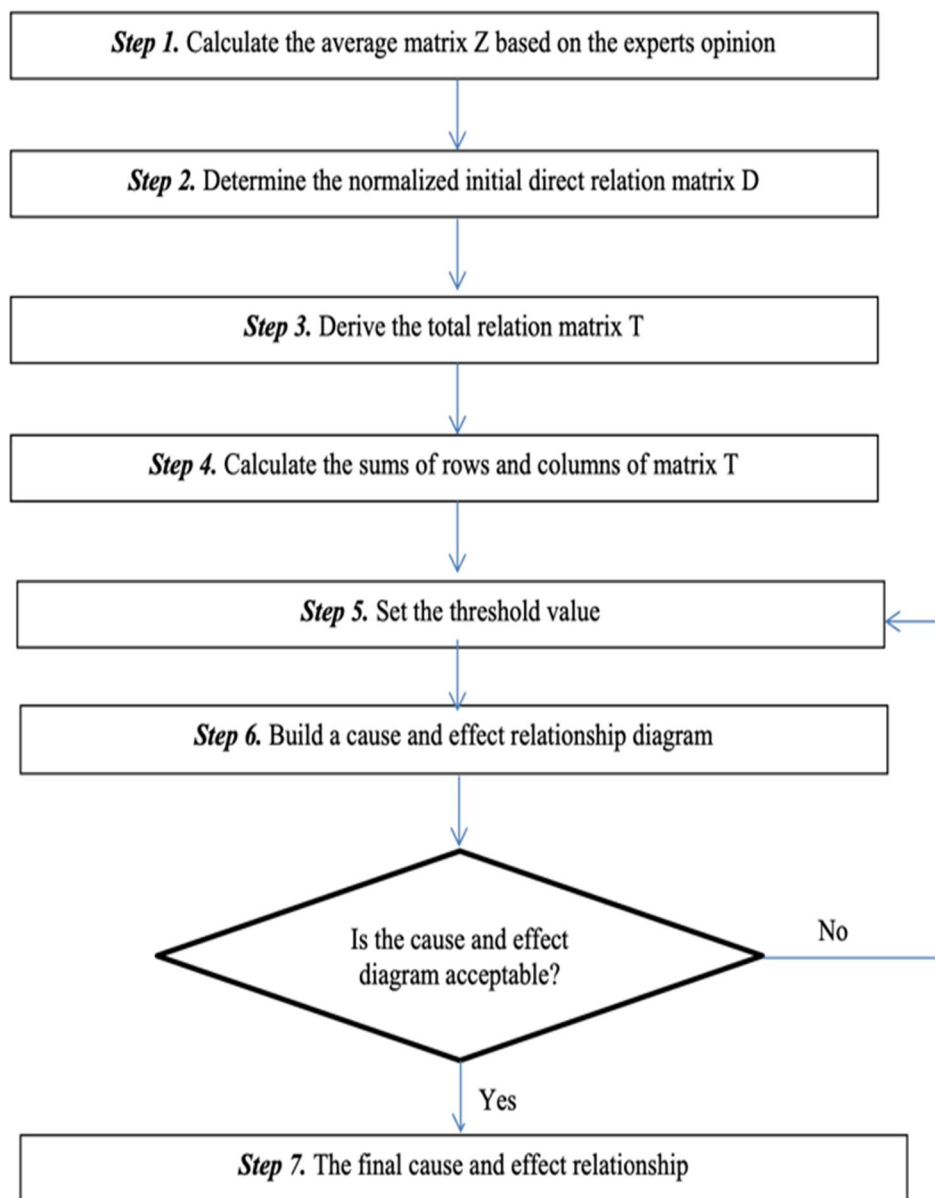 Step 1. Calculate the average matrix Z based on the experts opinion
Step 2. Determine the normalized initial direct relation matrix D
Step 3. Derive the total relation matrix T
Step 4. Calculate the sums of rows and columns of matrix T
Step 5. Set the threshold value
Step 6. Build a cause and effect relationship diagram
Is the cause and effect
diagram acceptable?
No
Yes
Step 7. The final cause and effect relationship